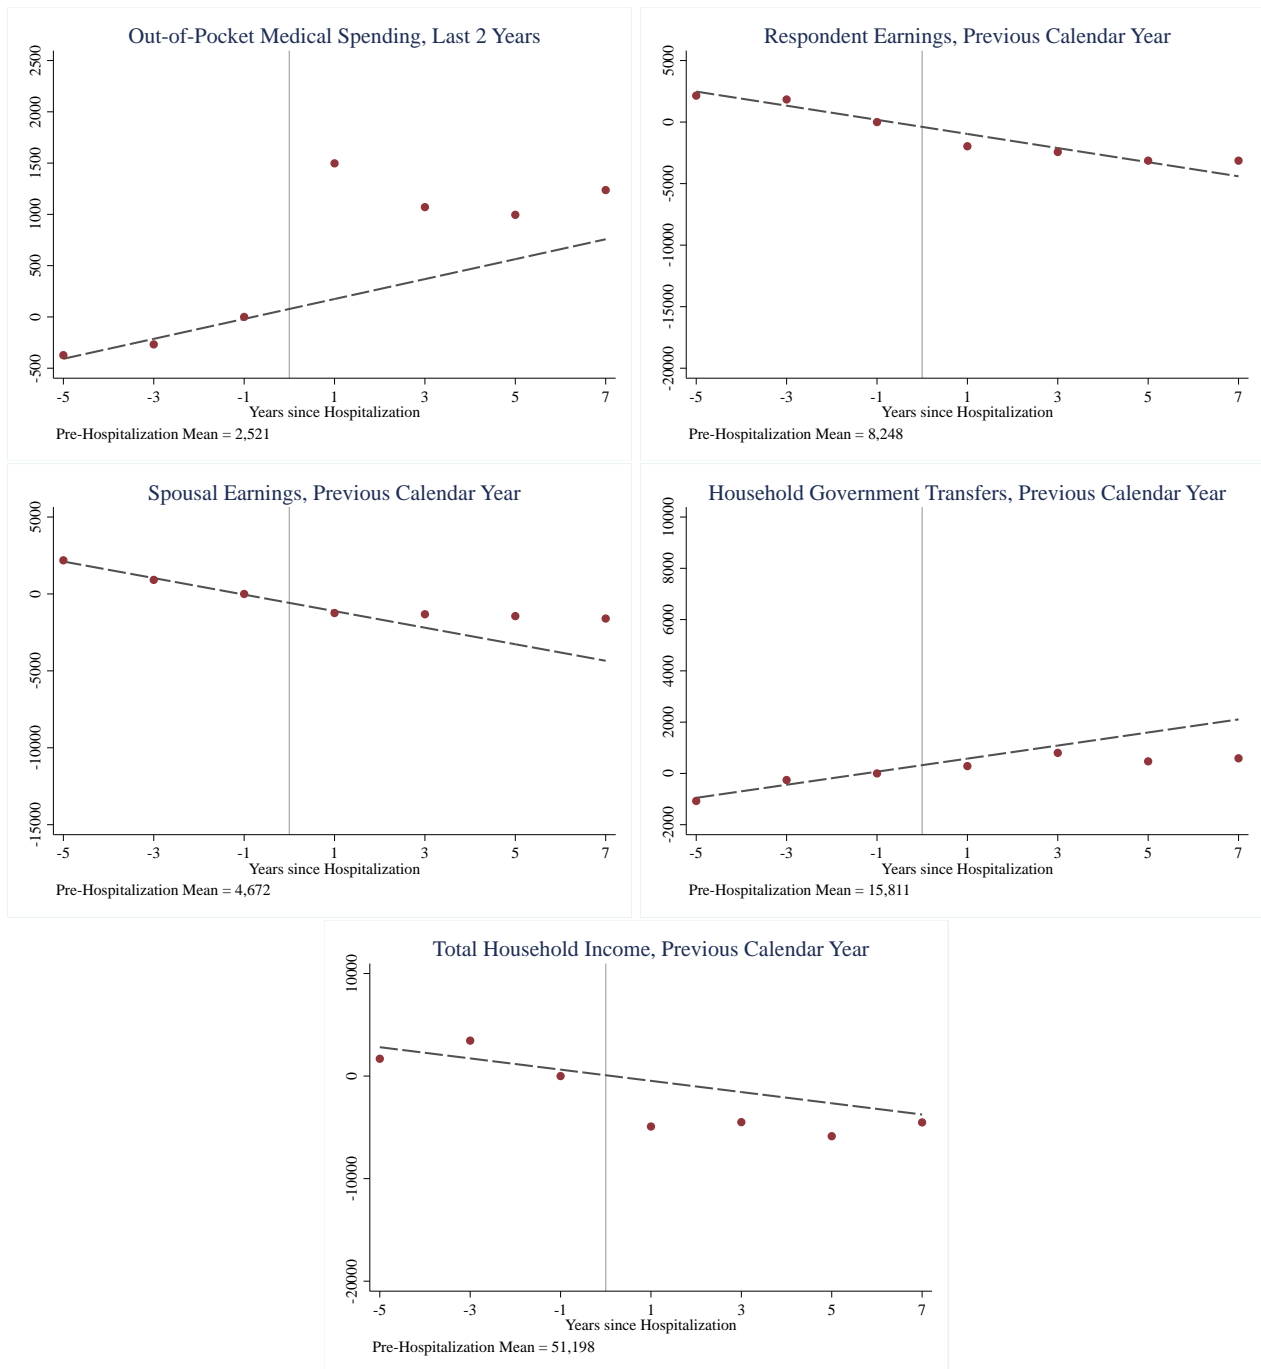 Out-of-Pocket Medical Spending, Last 2 Years
2500
2000
1500
1000
500
0
-500
-5 -3 -1 1 3 5 7
Years since Hospitalization
Pre-Hospitalization Mean = 2,521
Respondent Earnings, Previous Calendar Year
5000
0
-5000
-10000
-15000
-20000
-5 -3 -1 1 3 5 7
Years since Hospitalization
Pre-Hospitalization Mean = 8,248
Spousal Earnings, Previous Calendar Year
5000
0
-5000
-10000
-15000
-5 -3 -1 1 3 5 7
Years since Hospitalization
Pre-Hospitalization Mean = 4,672
Household Government Transfers, Previous Calendar Year
10000
8000
6000
4000
2000
0
-2000
-5 -3 -1 1 3 5 7
Years since Hospitalization
Pre-Hospitalization Mean = 15,811
Total Household Income, Previous Calendar Year
10000
0
-10000
-20000
-5 -3 -1 1 3 5 7
Years since Hospitalization
Pre-Hospitalization Mean = 51,198